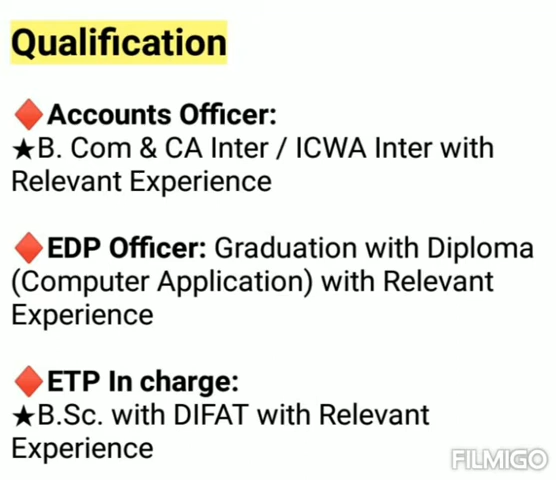 Qualification
♦Accounts Officer:
★B. Com & CA Inter / ICWA Inter with
Relevant Experience
♦EDP Officer: Graduation with Diploma
(Computer Application) with Relevant
Experience
♦ETP In charge:
★B.Sc. with DIFAT with Relevant
Experience
FILMIGO